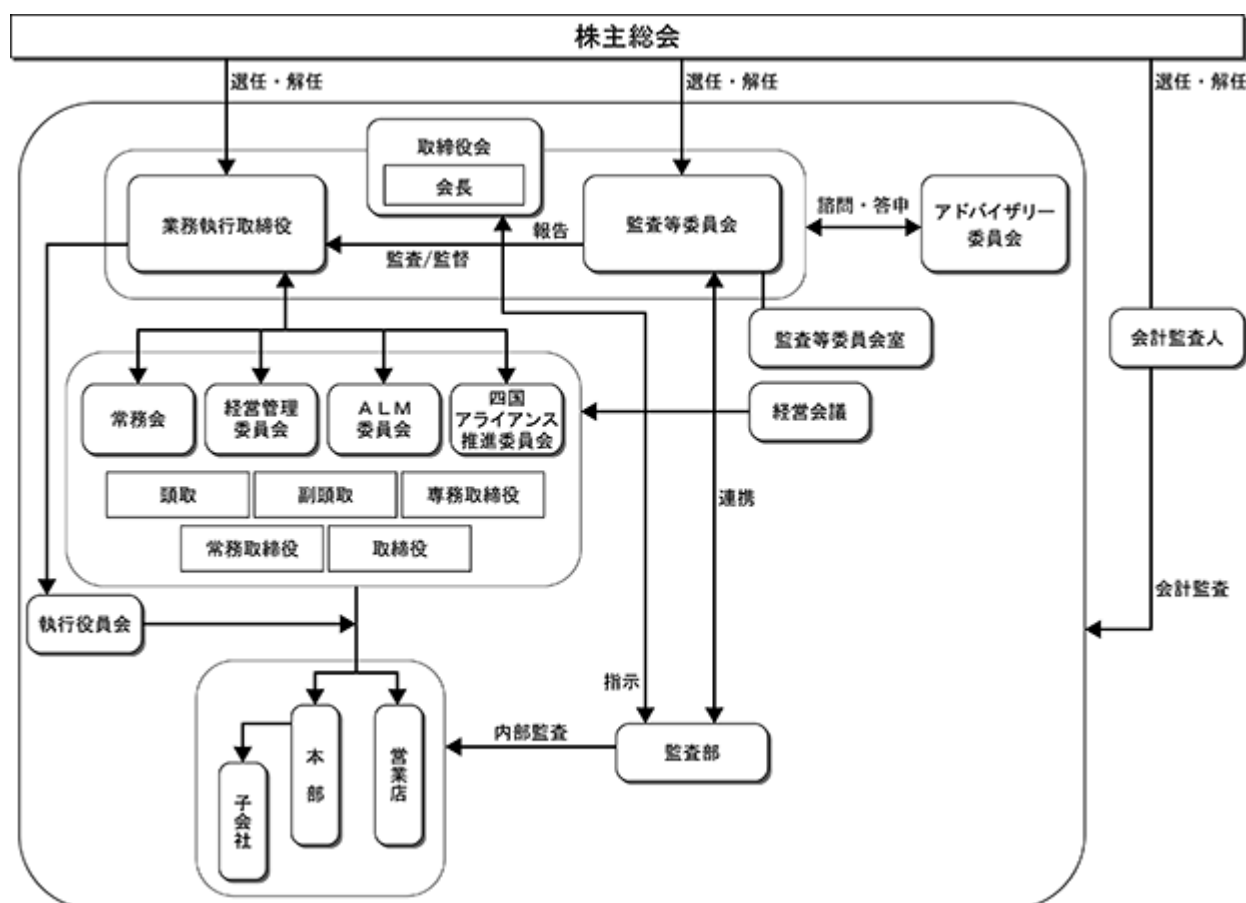 株主総会
選任・解任
選任・解任
選任・解任
取締役会
会長
業務執行取締役
監査等委員会
報告
監査/監督
諮問・答申
アドバイザリー
委員会
監査等委員会室
会計監査人
常務会
経営管理
委員会
ALM
委員会
四国
アライアンス
推進委員会
経営会議
頭取
副頭取
専務取締役
常務取締役
取締役
連携
執行役員会
会計監査
指示
内部監査
監査部
本部
営業店
子会社